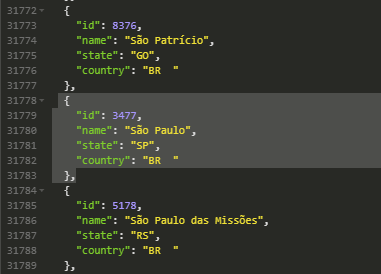 31772 {
31773 "id": 8376,
31774 "name": "São Patrício",
31775 "state": "GO",
31776 "country": "BR  "
31777 },
31778 {
31779 "id": 3477,
31780 "name": "São Paulo",
31781 "state": "SP",
31782 "country": "BR  "
31783 },
31784 {
31785 "id": 5178,
31786 "name": "São Paulo das Missões",
31787 "state": "RS",
31788 "country": "BR  "
31789 },